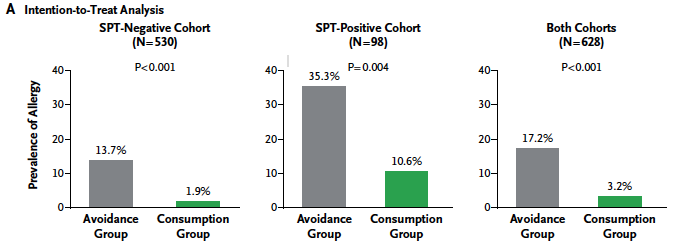 A Intention-to-Treat Analysis
SPT-Negative Cohort
(N=530)
P<0.001
Prevalence of Allergy
40
30
20
10
0
13.7%
1.9%
Avoidance
Group
Consumption
Group
SPT-Positive Cohort
(N=98)
P=0.004
40
30
20
10
0
35.3%
10.6%
Avoidance
Group
Consumption
Group
Both Cohorts
(N=628)
P<0.001
40
30
20
10
0
17.2%
3.2%
Avoidance
Group
Consumption
Group